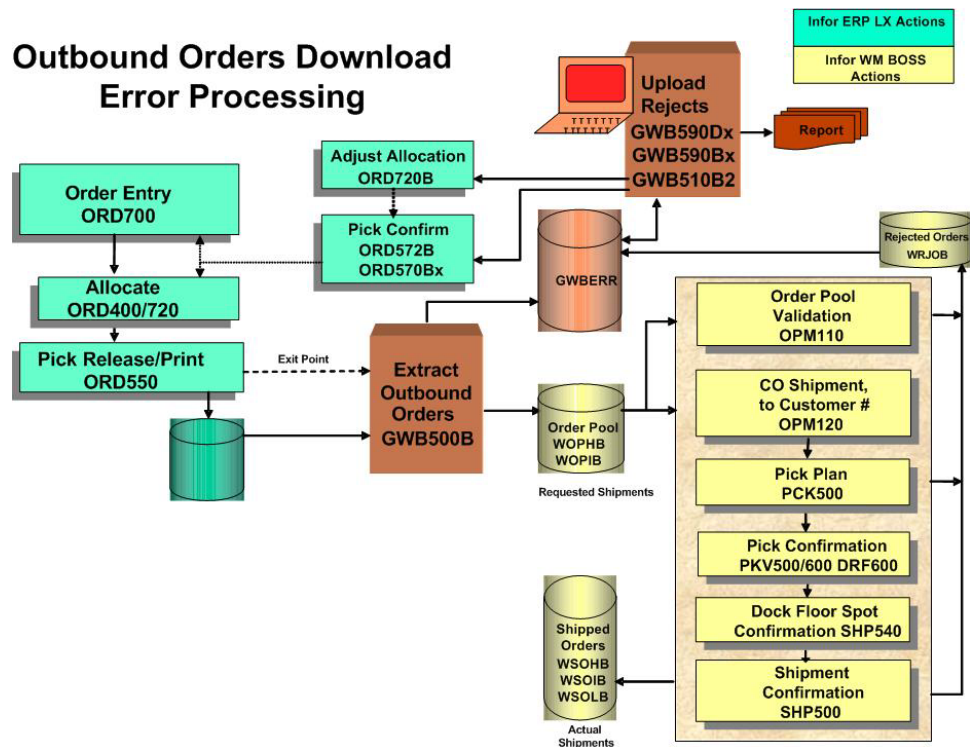 Outbound Orders Download
Error Processing
Infor ERP LX Actions
Infor WM BOSS
Actions
Upload
Rejects
GWB590Dx
GWB590Bx
GWB510B2
Report
Adjust Allocation
ORD720B
Order Entry
ORD700
Pick Confirm
ORD572B
ORD570Bx
Rejected Orders
WRJOB
GWBERR
Allocate
ORD400/720
Order Pool
Validation
OPM110
Pick Release/Print
ORD550
Exit Point
Extract
Outbound
Orders
GWB500B
CO Shipment,
to Customer #
OPM120
Order Pool
WOPHB
WOPIB
Requested Shipments
Pick Plan
PCK500
Pick Confirmation
PKV500/600 DRF600
Dock Floor Spot
Confirmation SHP540
Shipped
Orders
WSOHB
WSOIB
WSOLB
Actual
Shipments
Shipment
Confirmation
SHP500